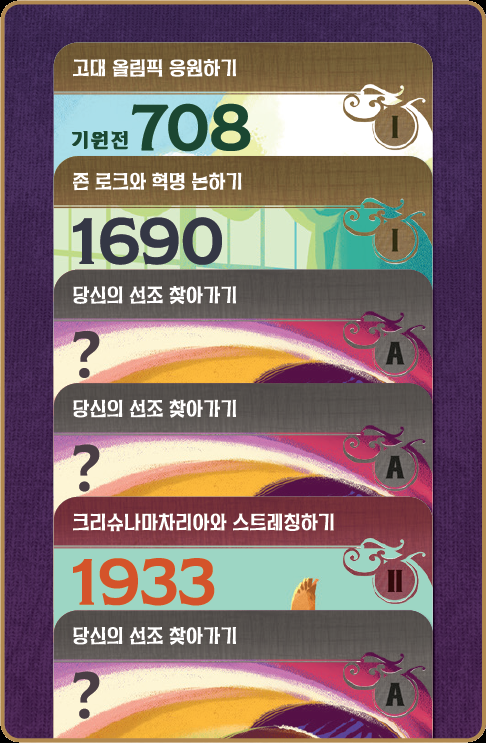 고대 올림픽 응원하기
I
기원전 708
존 로크와 혁명 논하기
I
1690
당신의 선조 찾아가기
A
?
당신의 선조 찾아가기
A
?
크리슈나마차리아와 스트레칭하기
II
1933
당신의 선조 찾아가기
A
?